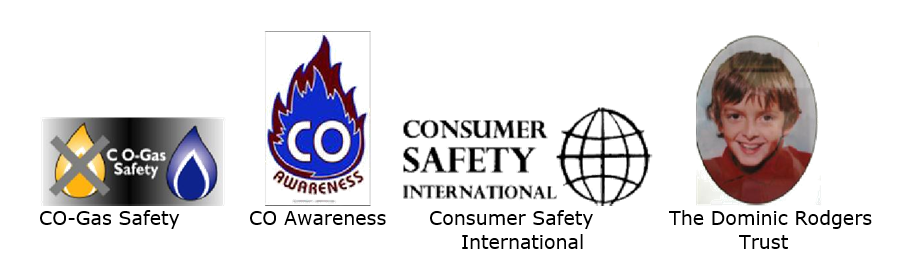 C O-Gas
Safety
CO
AWARENESS
CONSUMER
SAFETY
INTERNATIONAL
CO-Gas Safety
CO Awareness
Consumer Safety
International
The Dominic Rodgers
Trust